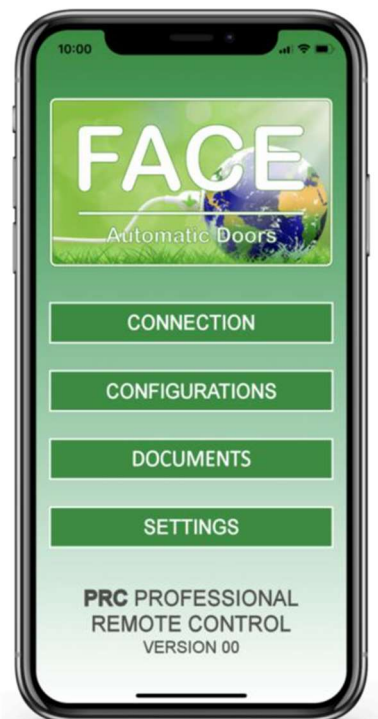 10:00
FACE
Automatic Doors
CONNECTION
CONFIGURATIONS
DOCUMENTS
SETTINGS
PRC PROFESSIONAL
REMOTE CONTROL
VERSION 00